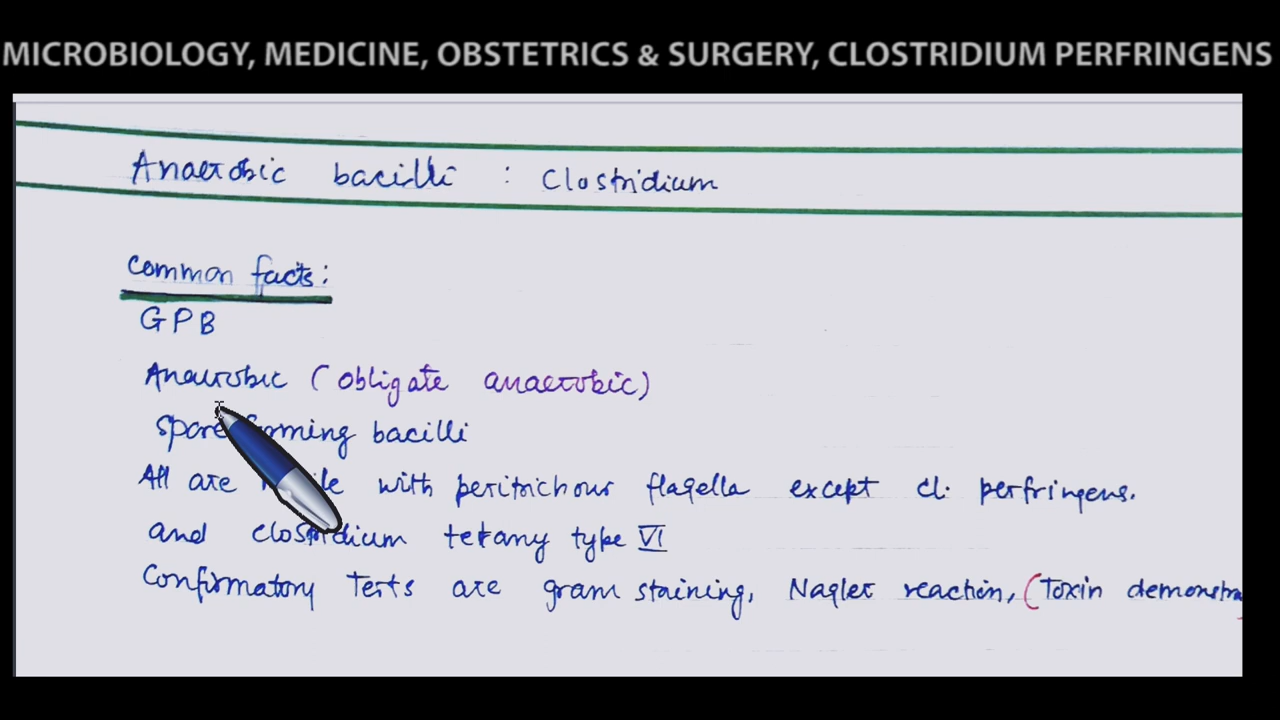 MICROBIOLOGY, MEDICINE, OBSTETRICS & SURGERY, CLOSTRIDIUM PERFRINGENS
Anaerobic bacilli : Clostridium
Common facts:
GPB
Anaerobic (obligate anaerobic)
Spore forming bacilli
All are with peritrichour flagella except cl. perfringens.
and clostridium tetany type VI
Confirmatory Tests are gram staining, Nagler reaction, (Toxin demonstra